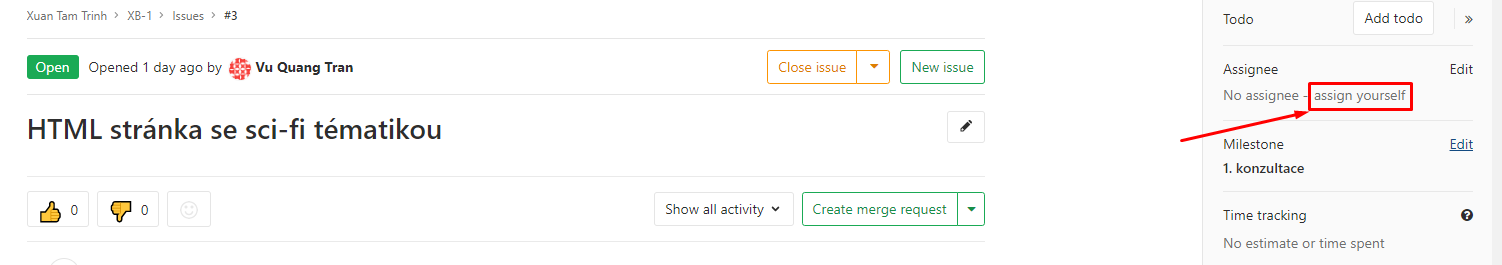 Xuan Tam Trinh > XB-1 > Issues > #3
Open Opened 1 day ago by Vu Quang Tran Close issue New issue
HTML stránka se sci-fi tématikou
0 0 Show all activity Create merge request
Todo Add todo »
Assignee Edit
No assignee - assign yourself
Milestone Edit
1. konzultace
Time tracking ?
No estimate or time spent